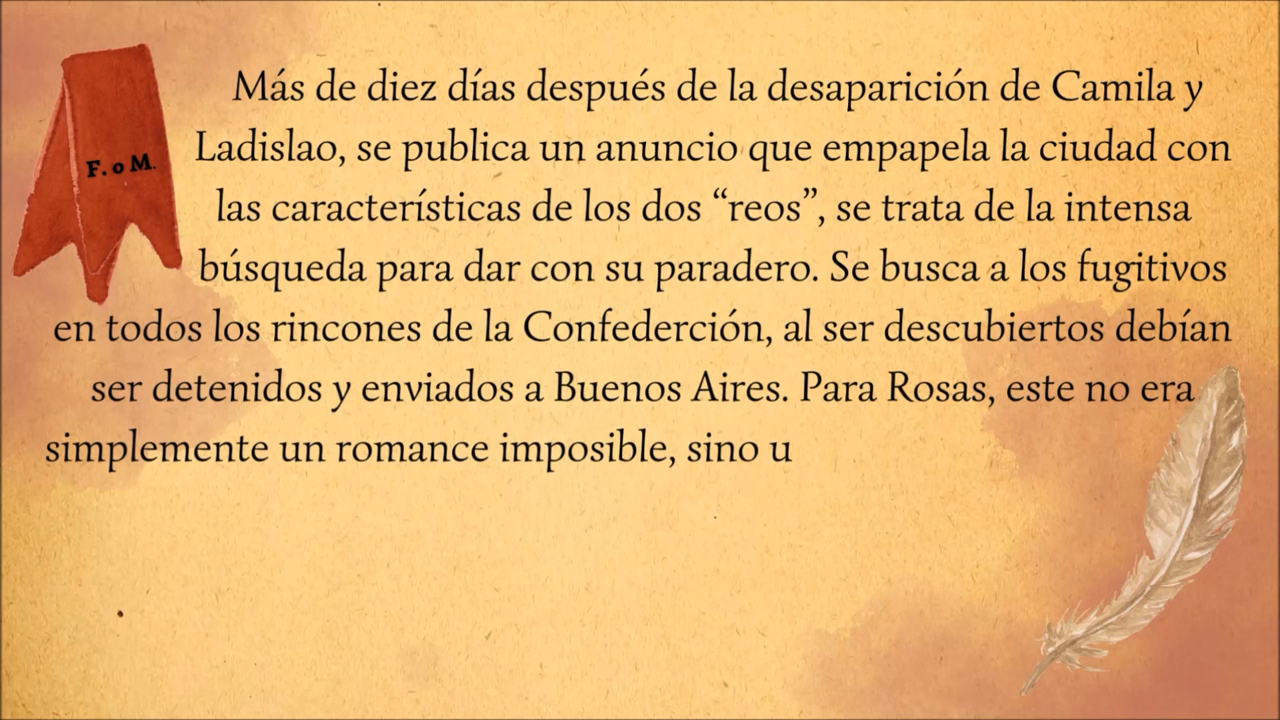 Más de diez días después de la desaparición de Camila y
Ladislao, se publica un anuncio que empapela la ciudad con
F. o M.
las características de los dos “reos”, se trata de la intensa
búsqueda para dar con su paradero. Se busca a los fugitivos
en todos los rincones de la Confederción, al ser descubiertos debían
ser detenidos y enviados a Buenos Aires. Para Rosas, este no era
simplemente un romance imposible, sino u